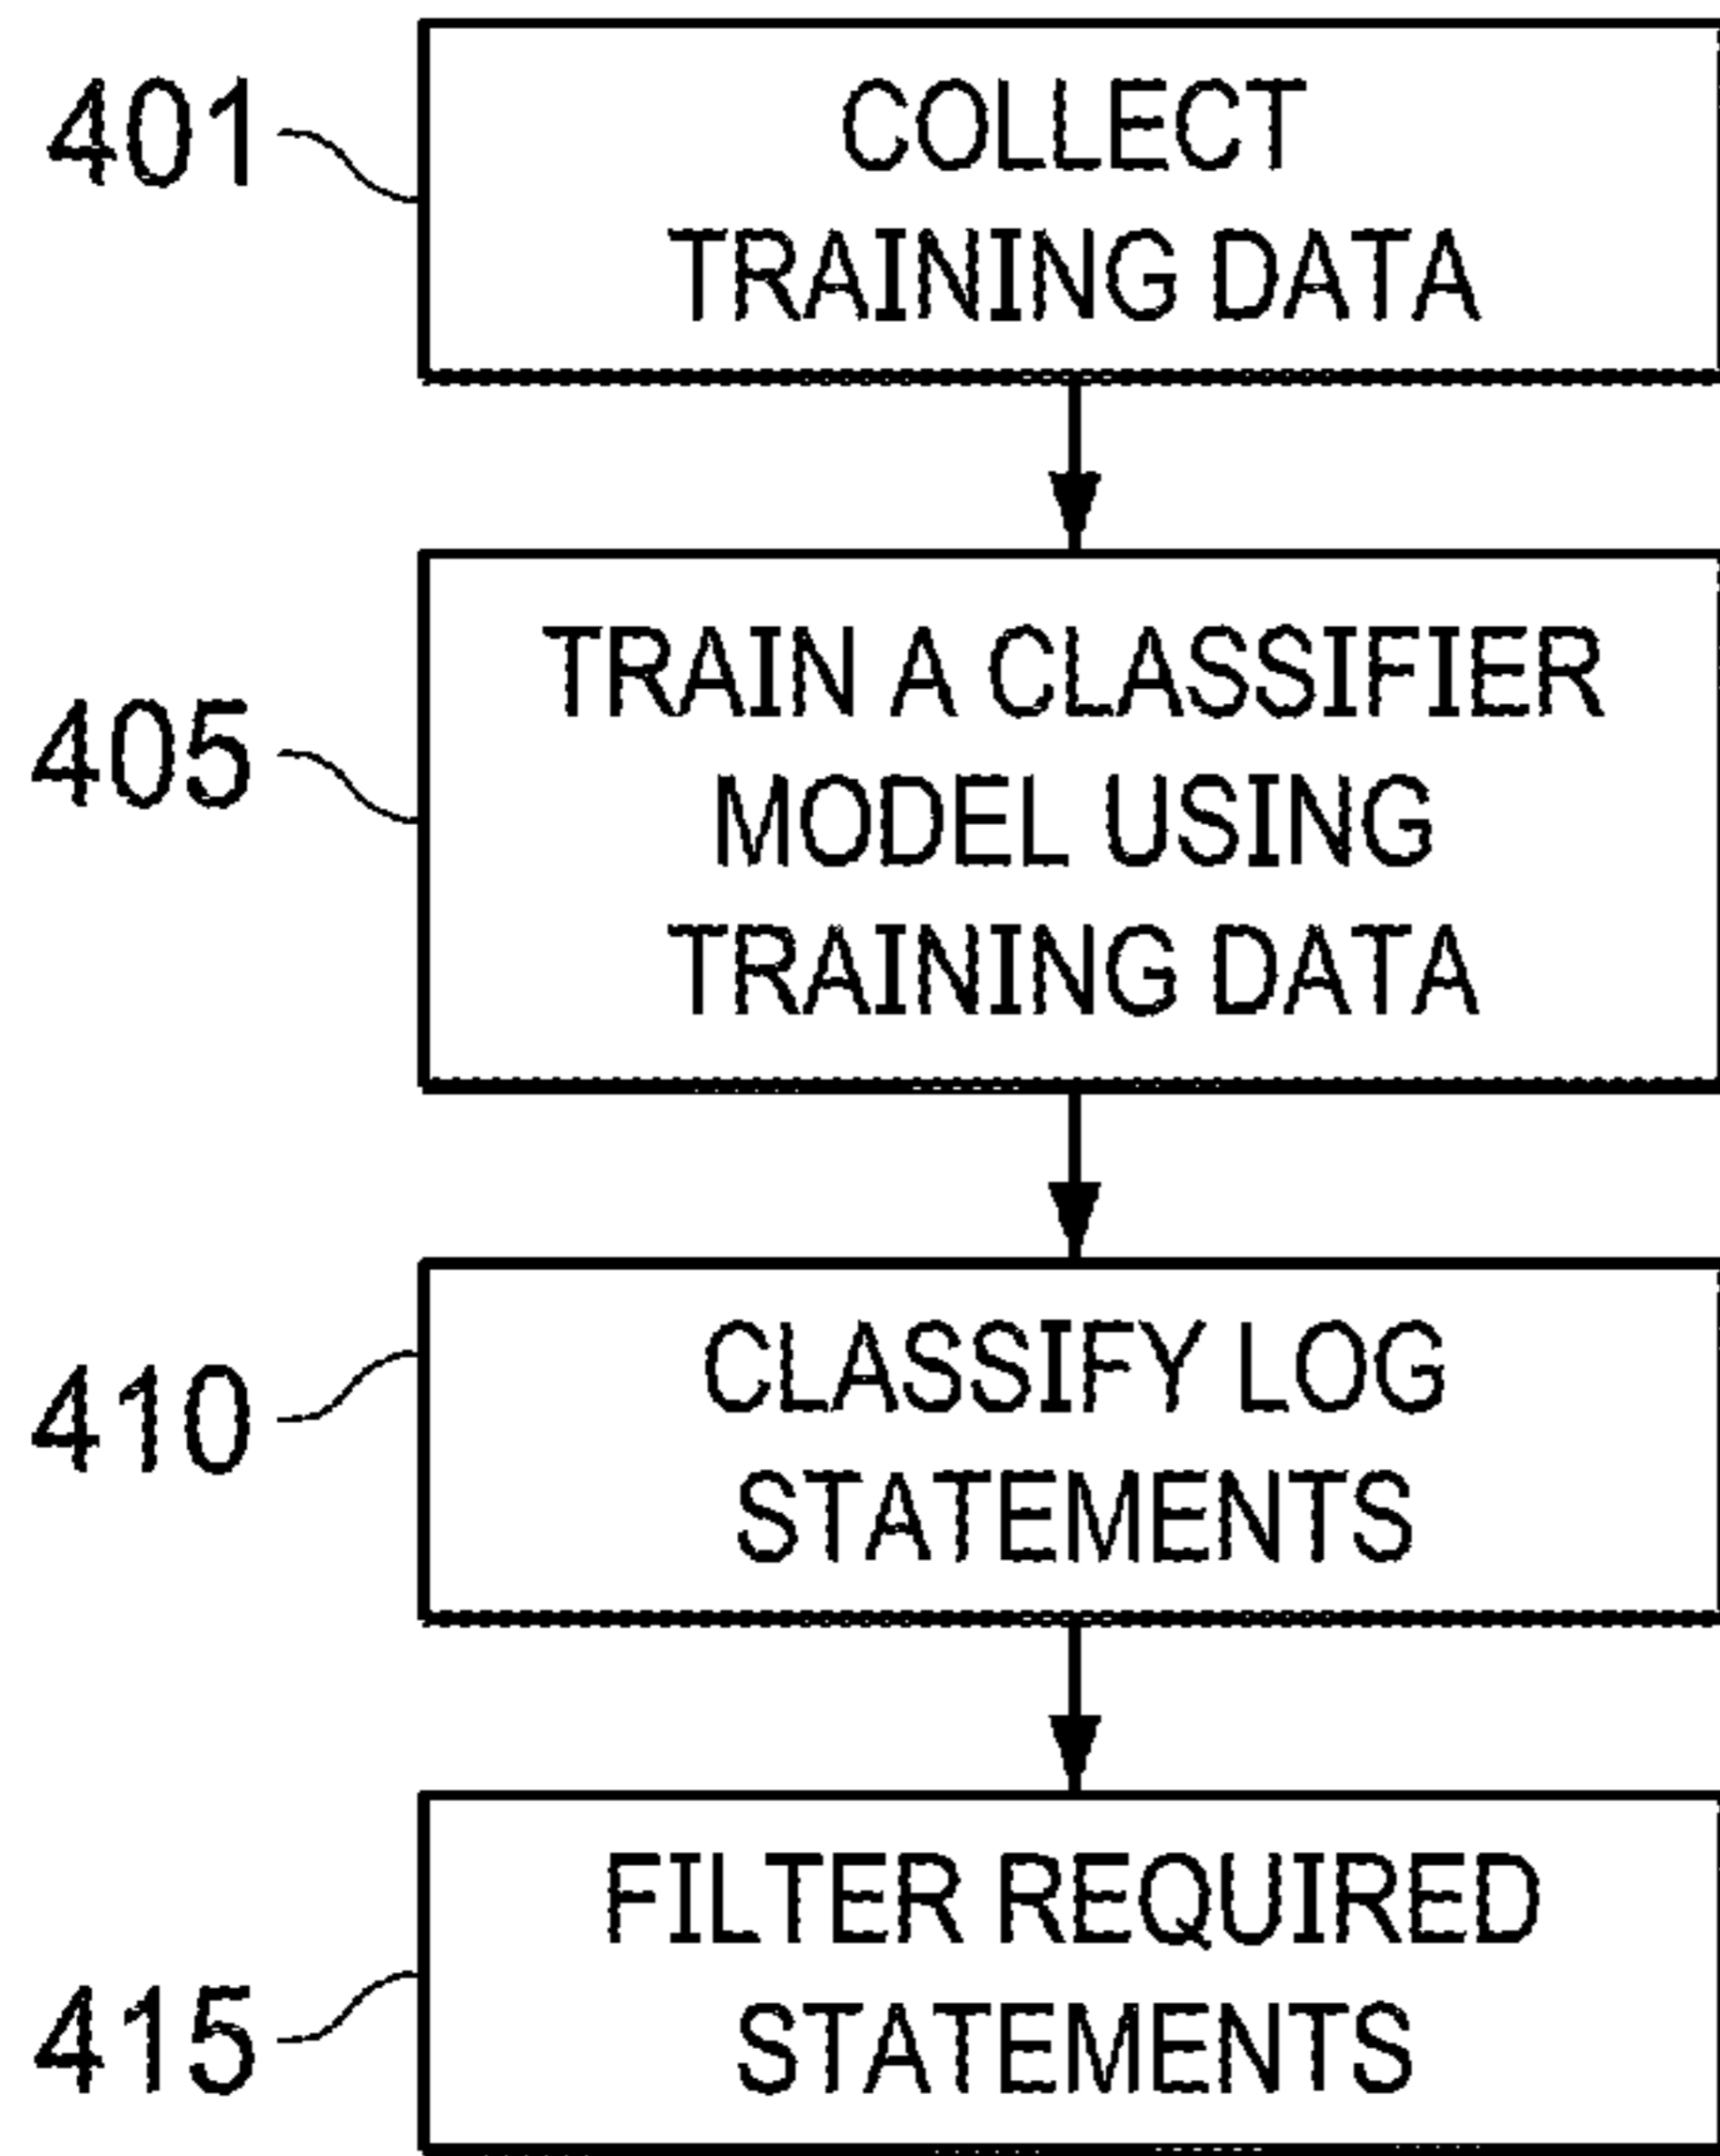 401
COLLECT
TRAINING DATA
405
TRAIN A CLASSIFIER
MODEL USING
TRAINING DATA
410
CLASSIFY LOG
STATEMENTS
415
FILTER REQUIRED
STATEMENTS